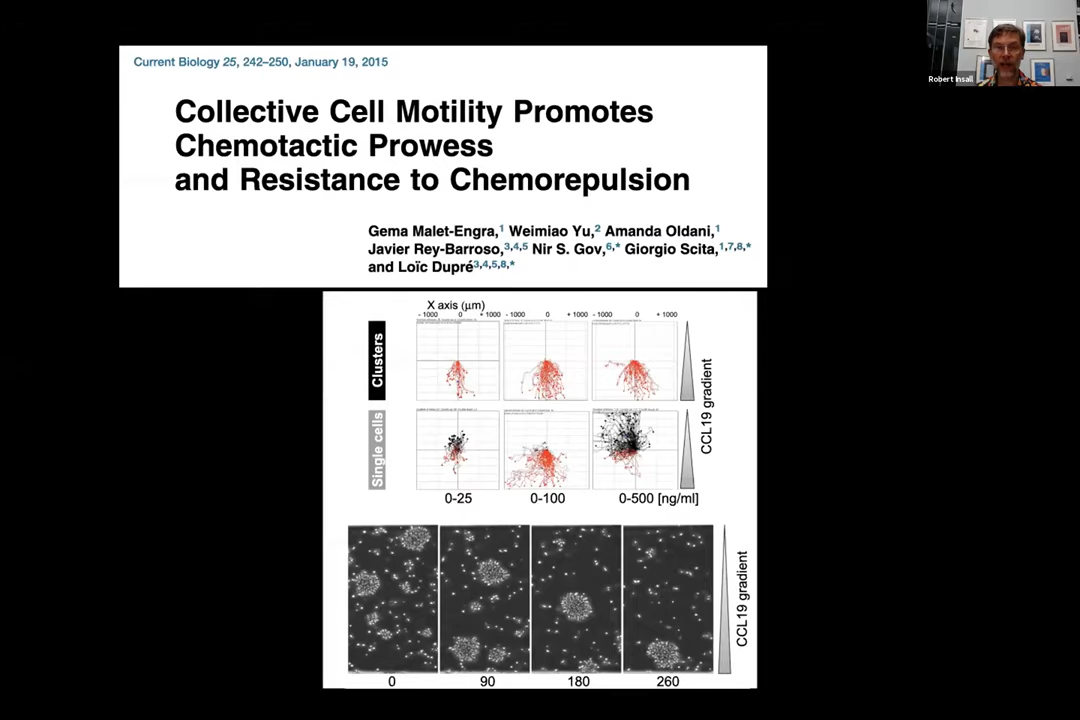 Current Biology 25, 242–250, January 19, 2015
Collective Cell Motility Promotes
Chemotactic Prowess
and Resistance to Chemorepulsion
Gema Malet-Engra,1 Weimiao Yu,2 Amanda Oldani,1
Javier Rey-Barroso,3,4,5 Nir S. Gov,6,* Giorgio Scita,1,7,8,*
and Loïc Dupré3,4,5,8,*
Robert Insall
X axis (µm)
- 1000 0 + 1000 - 1000 0 + 1000 - 1000 0 + 1000
Clusters
Single cells
CCL19 gradient
0-25 0-100 0-500 [ng/ml]
CCL19 gradient
0 90 180 260